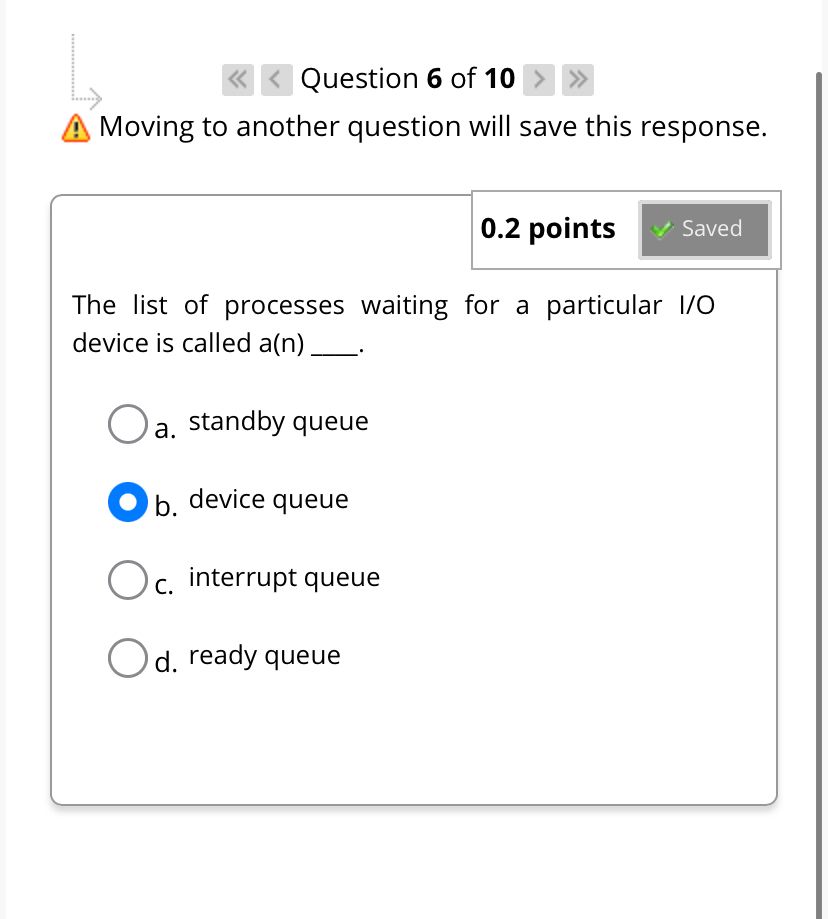 Question 6 of 10
Moving to another question will save this response.
0.2 points
Saved
The list of processes waiting for a particular I/O
device is called a(n) ____.
a. standby queue
b. device queue
c. interrupt queue
d. ready queue